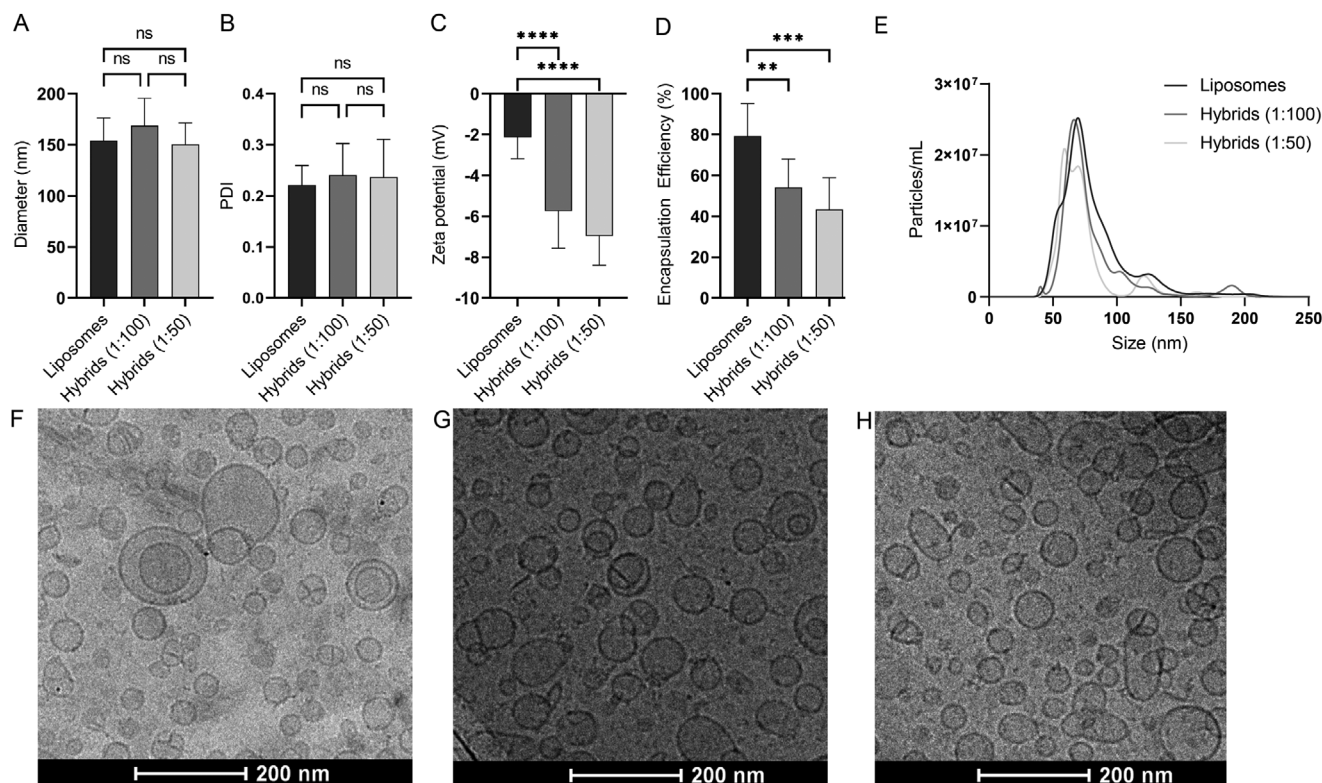 A
ns
ns
ns
Diameter (nm)
200
150
100
50
0
Liposomes
Hybrids (1:100)
Hybrids (1:50)
B
ns
ns
ns
PDI
0.4
0.3
0.2
0.1
0.0
Liposomes
Hybrids (1:100)
Hybrids (1:50)
C
****
****
Zeta potential (mV)
0
-2
-4
-6
-8
-10
Liposomes
Hybrids (1:100)
Hybrids (1:50)
D
***
**
Encapsulation Efficiency (%)
100
80
60
40
20
0
Liposomes
Hybrids (1:100)
Hybrids (1:50)
E
Particles/mL
3×10⁷
2×10⁷
1×10⁷
0
0 50 100 150 200 250
Size (nm)
Liposomes
Hybrids (1:100)
Hybrids (1:50)
F
200 nm
G
200 nm
H
200 nm